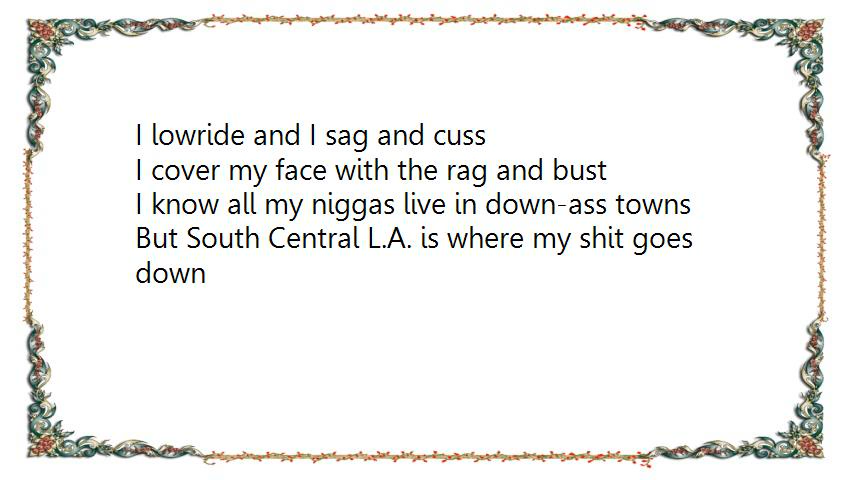 I lowride and I sag and cuss
I cover my face with the rag and bust
I know all my niggas live in down-ass towns
But South Central L.A. is where my shit goes
down